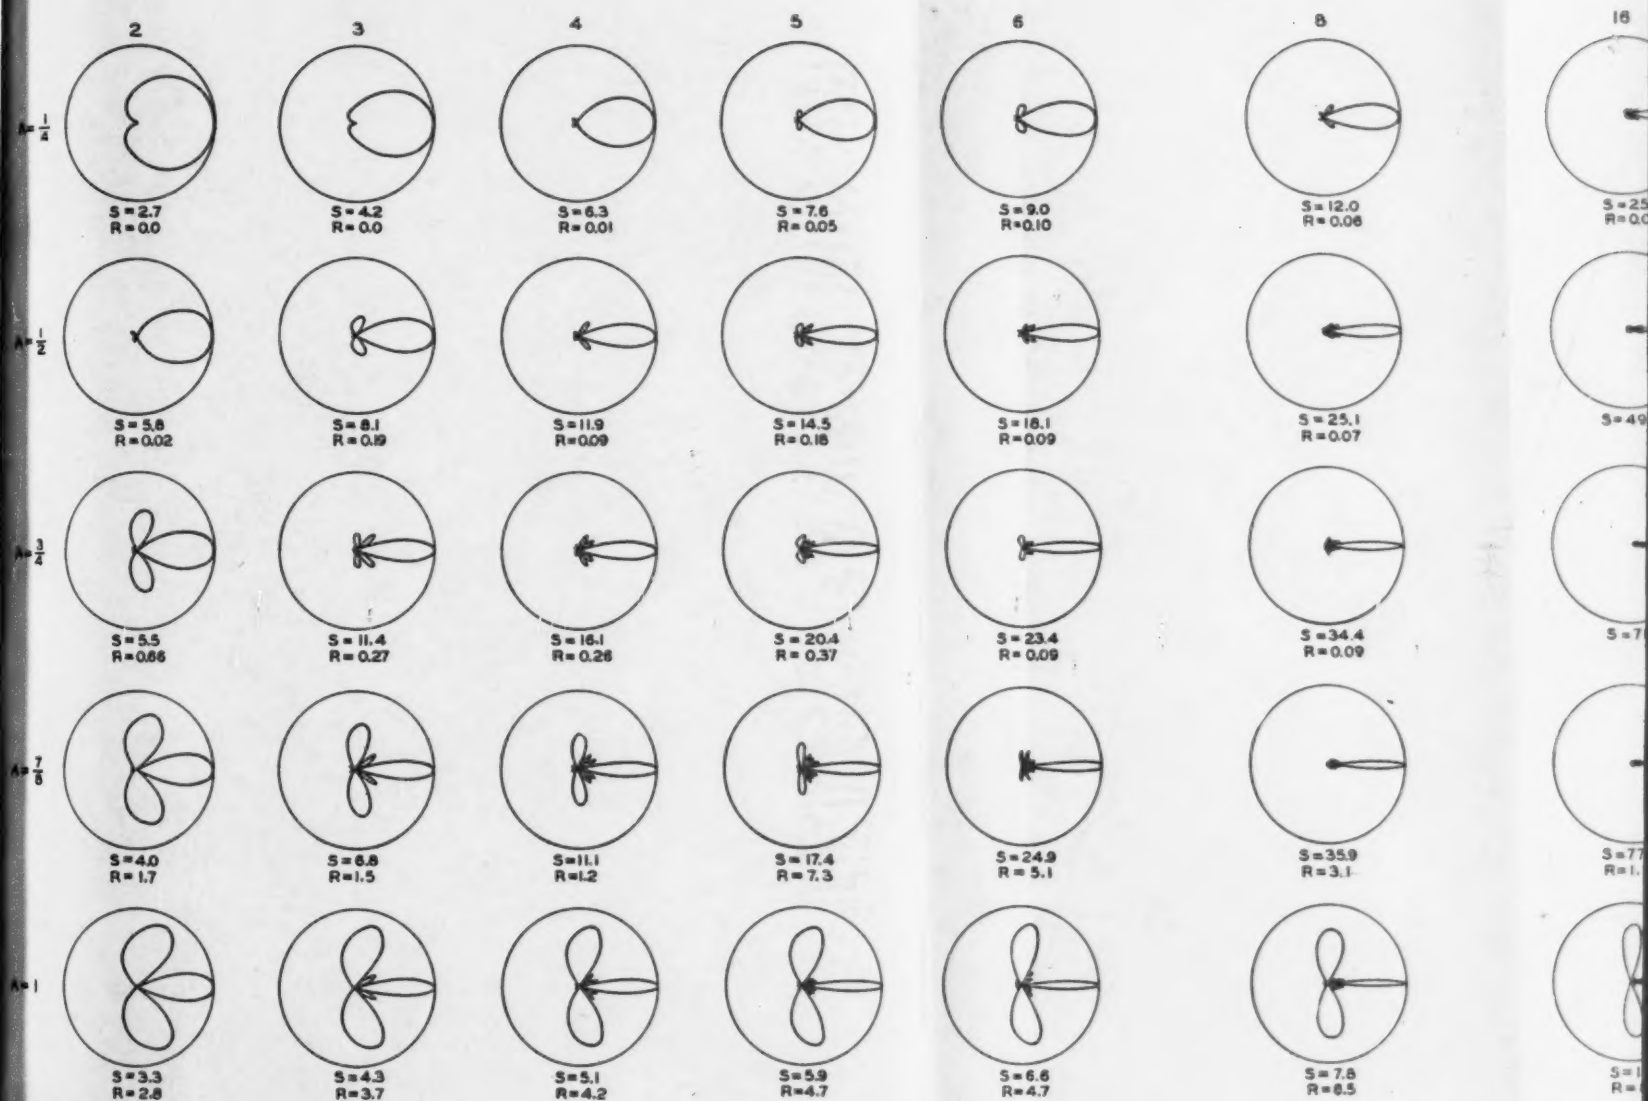 2 3 4 5 6 8 16
A= 1/4
S=2.7 S=4.2 S=6.3 S=7.6 S=9.0 S=12.0 S=25
R=0.0 R=0.0 R=0.01 R=0.05 R=0.10 R=0.06
A= 1/2
S=5.8 S=8.1 S=11.9 S=14.5 S=18.1 S=25.1 S=49
R=0.02 R=0.19 R=0.09 R=0.18 R=0.09 R=0.07
A= 3/4
S=5.5 S=11.4 S=16.1 S=20.4 S=23.4 S=34.4
R=0.66 R=0.27 R=0.26 R=0.37 R=0.09 R=0.09
A= 7/8
S=4.0 S=6.8 S=11.1 S=17.4 S=24.9 S=35.9 S=77
R=1.7 R=1.5 R=1.2 R=7.3 R=5.1 R=3.1 R=1.
A=1
S=3.3 S=4.3 S=5.1 S=5.9 S=6.6 S=7.8
R=2.8 R=3.7 R=4.2 R=4.7 R=4.7